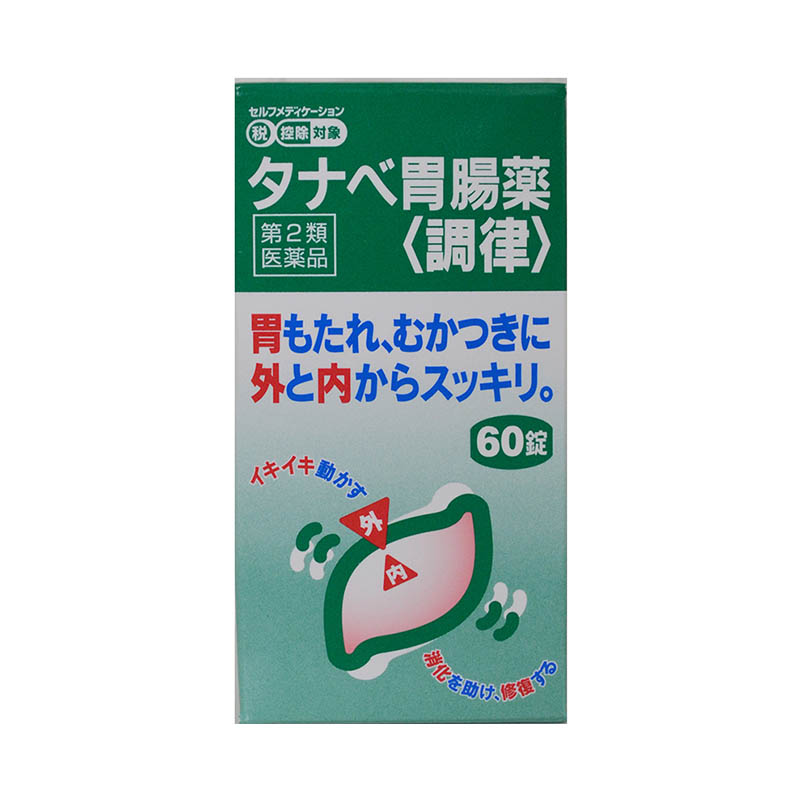 セルフメディケーション
税 控除 対象
タナベ胃腸薬
〈調律〉
第2類
医薬品
胃もたれ、むかつきに
外と内からスッキリ。
60錠
イキイキ動かす
外
内
消化を助け、修復する